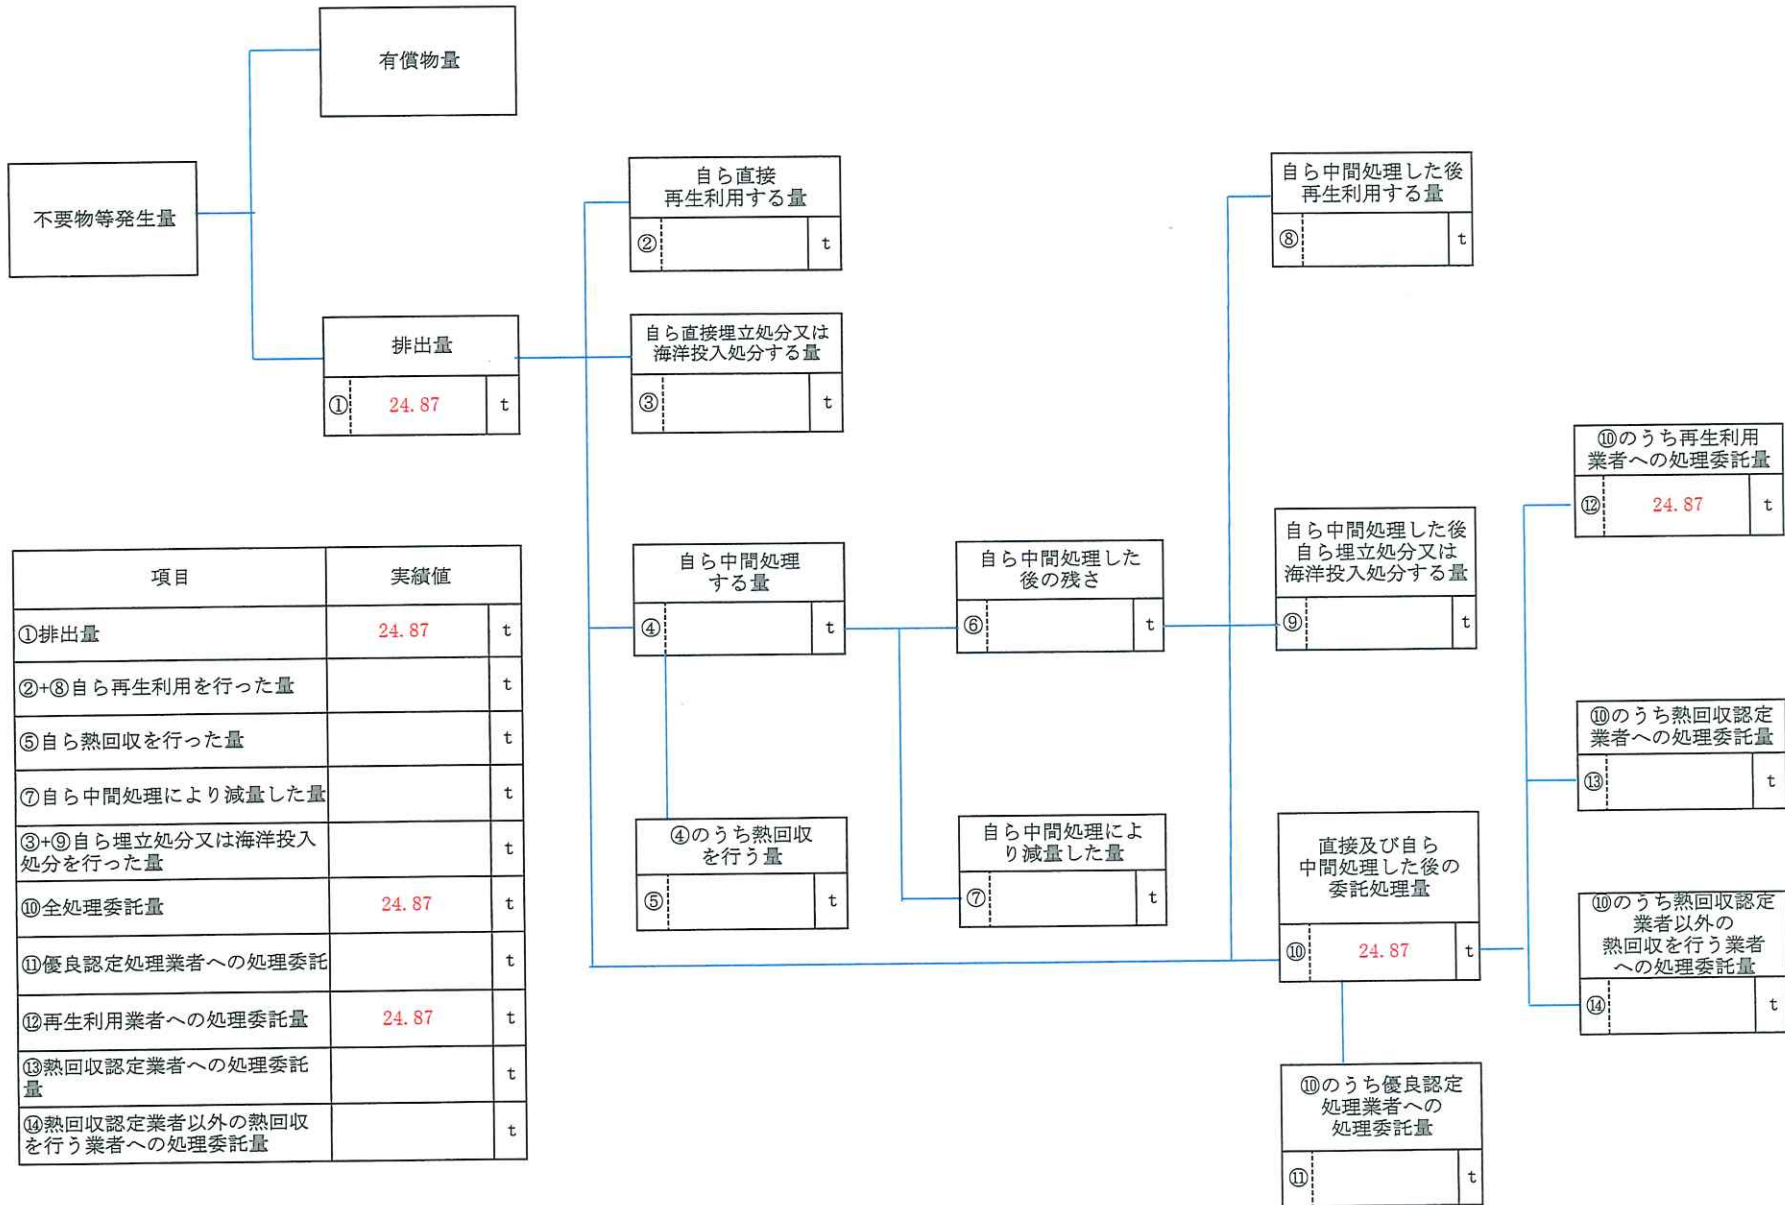 有償物量
不要物等発生量
排出量
① 24.87 t
自ら直接
再生利用する量
② t
自ら直接埋立処分又は
海洋投入処分する量
③ t
自ら中間処理
する量
④ t
④のうち熱回収
を行う量
⑤ t
自ら中間処理した
後の残さ
⑥ t
自ら中間処理によ
り減量した量
⑦ t
自ら中間処理した後
再生利用する量
⑧ t
自ら中間処理した後
自ら埋立処分又は
海洋投入処分する量
⑨ t
直接及び自ら
中間処理した後の
委託処理量
⑩ 24.87 t
⑩のうち優良認定
処理業者への
処理委託量
⑪ t
⑩のうち再生利用
業者への処理委託量
⑫ 24.87 t
⑩のうち熱回収認定
業者への処理委託量
⑬ t
⑩のうち熱回収認定
業者以外の
熱回収を行う業者
への処理委託量
⑭ t
項目 実績値
①排出量 24.87 t
②+⑧自ら再生利用を行った量 t
⑤自ら熱回収を行った量 t
⑦自ら中間処理により減量した量 t
③+⑨自ら埋立処分又は海洋投入
処分を行った量 t
⑩全処理委託量 24.87 t
⑪優良認定処理業者への処理委託 t
⑫再生利用業者への処理委託量 24.87 t
⑬熱回収認定業者への処理委託
量 t
⑭熱回収認定業者以外の熱回収
を行う業者への処理委託量 t